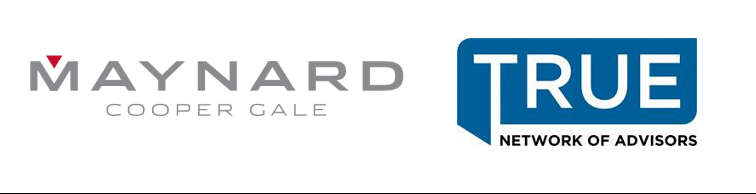 MAYNARD
COOPER GALE
TRUE
NETWORK OF ADVISORS